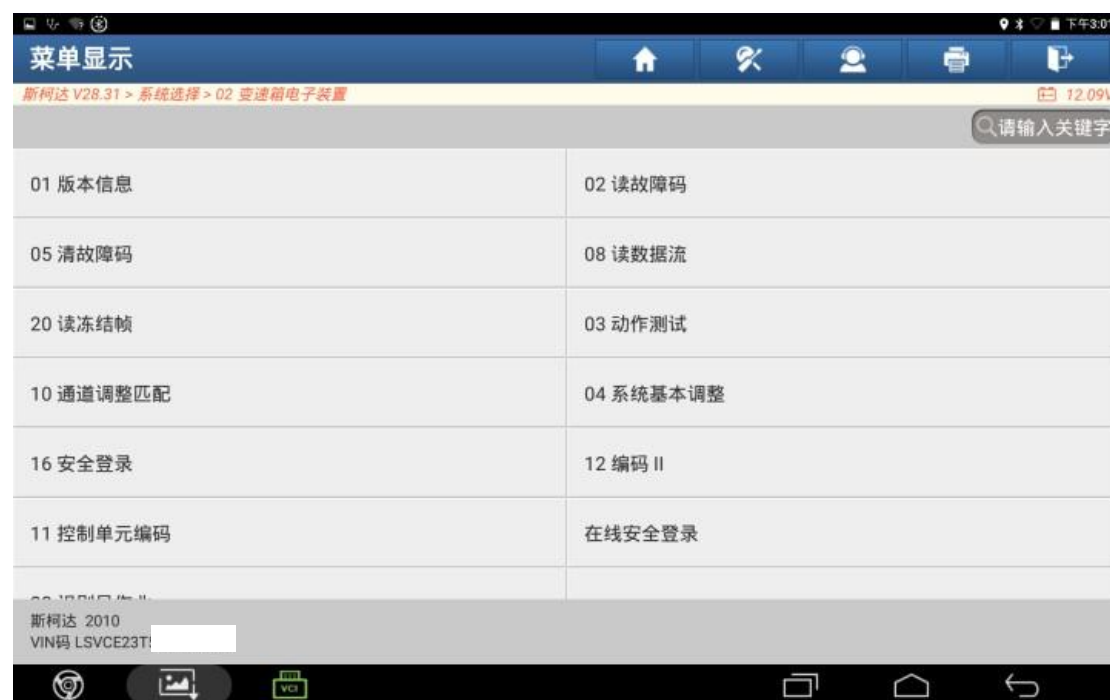 下午3:01
菜单显示
斯柯达 V28.31 > 系统选择 > 02 变速箱电子装置
12.09V
请输入关键字
01 版本信息
02 读故障码
05 清故障码
08 读数据流
20 读冻结帧
03 动作测试
10 通道调整匹配
04 系统基本调整
16 安全登录
12 编码 II
11 控制单元编码
在线安全登录
斯柯达 2010
VIN码 LSVCE23T
VCI